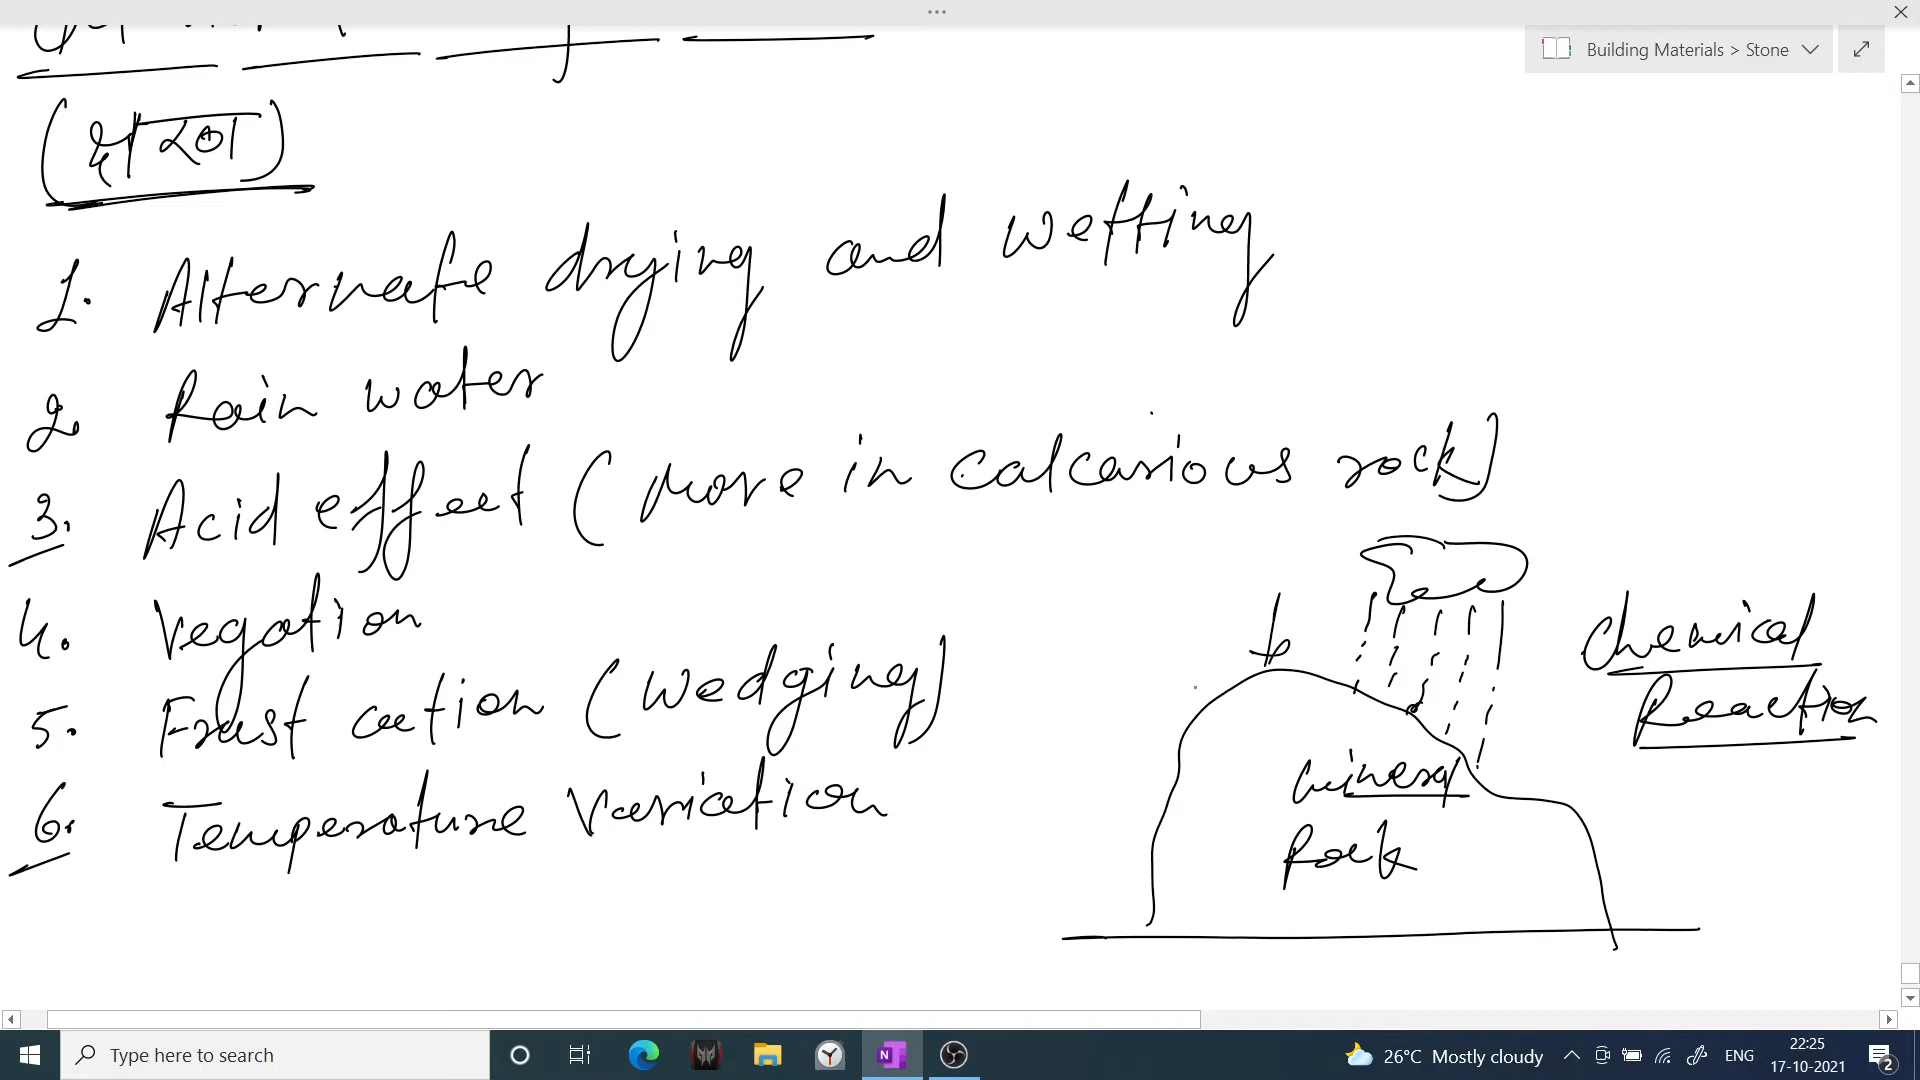 Building Materials > Stone
(क्षरण)
1. Alternate drying and wetting
2. Rain water
3. Acid effect (More in calcarious rock)
4. Vegation
5. Frost action (Wedging)
6. Temperature Variation
Chemical
Reaction
mineral
Rock
Type here to search
26°C Mostly cloudy
ENG
22:25
17-10-2021
2